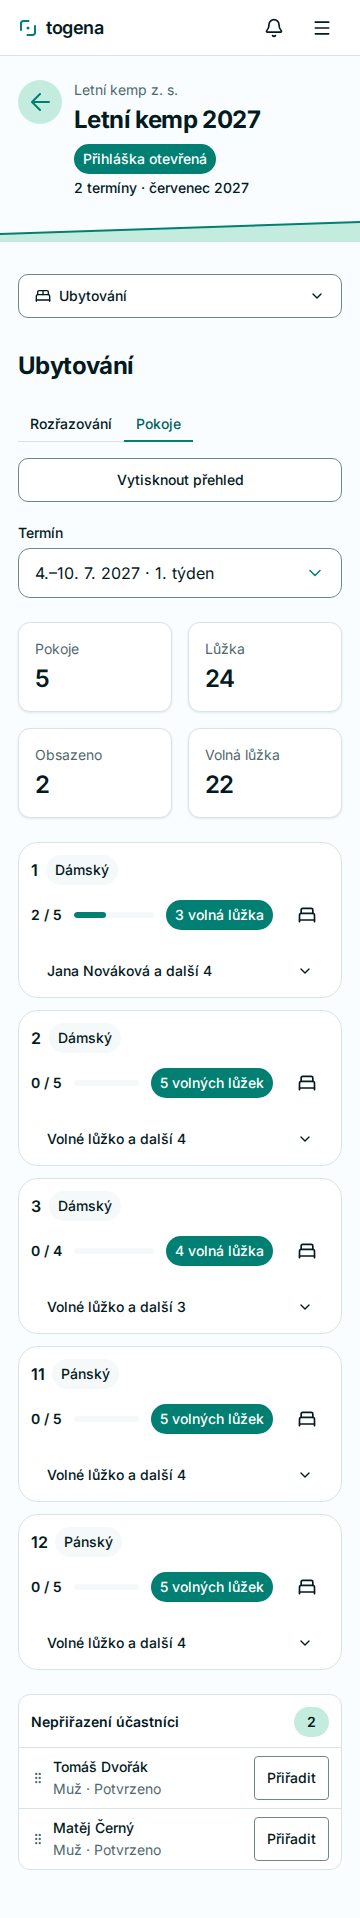 togena
Letní kemp z. s.
Letní kemp 2027
Přihláška otevřená
2 termíny · červenec 2027
Ubytování
Ubytování
Rozřazování Pokoje
Vytisknout přehled
Termín
4.–10. 7. 2027 · 1. týden
Pokoje
5
Lůžka
24
Obsazeno
2
Volná lůžka
22
1 Dámský
2 / 5 3 volná lůžka
Jana Nováková a další 4
2 Dámský
0 / 5 5 volných lůžek
Volné lůžko a další 4
3 Dámský
0 / 4 4 volná lůžka
Volné lůžko a další 3
11 Pánský
0 / 5 5 volných lůžek
Volné lůžko a další 4
12 Pánský
0 / 5 5 volných lůžek
Volné lůžko a další 4
Nepřiřazení účastníci 2
Tomáš Dvořák
Muž · Potvrzeno
Přiřadit
Matěj Černý
Muž · Potvrzeno
Přiřadit